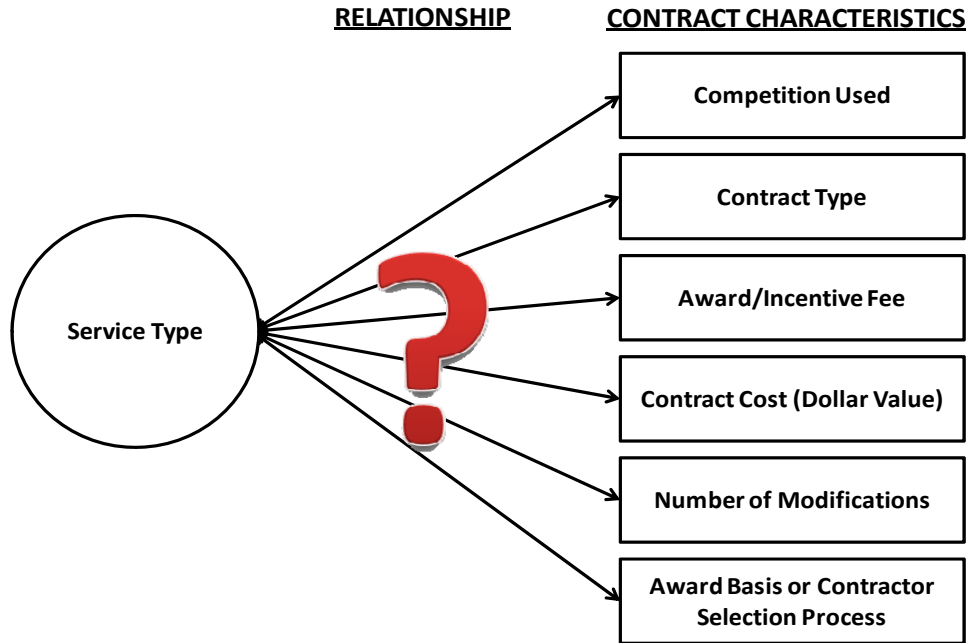 RELATIONSHIP
CONTRACT CHARACTERISTICS
Competition Used
Contract Type
Award/Incentive Fee
Service Type
?
Contract Cost (Dollar Value)
Number of Modifications
Award Basis or Contractor
Selection Process